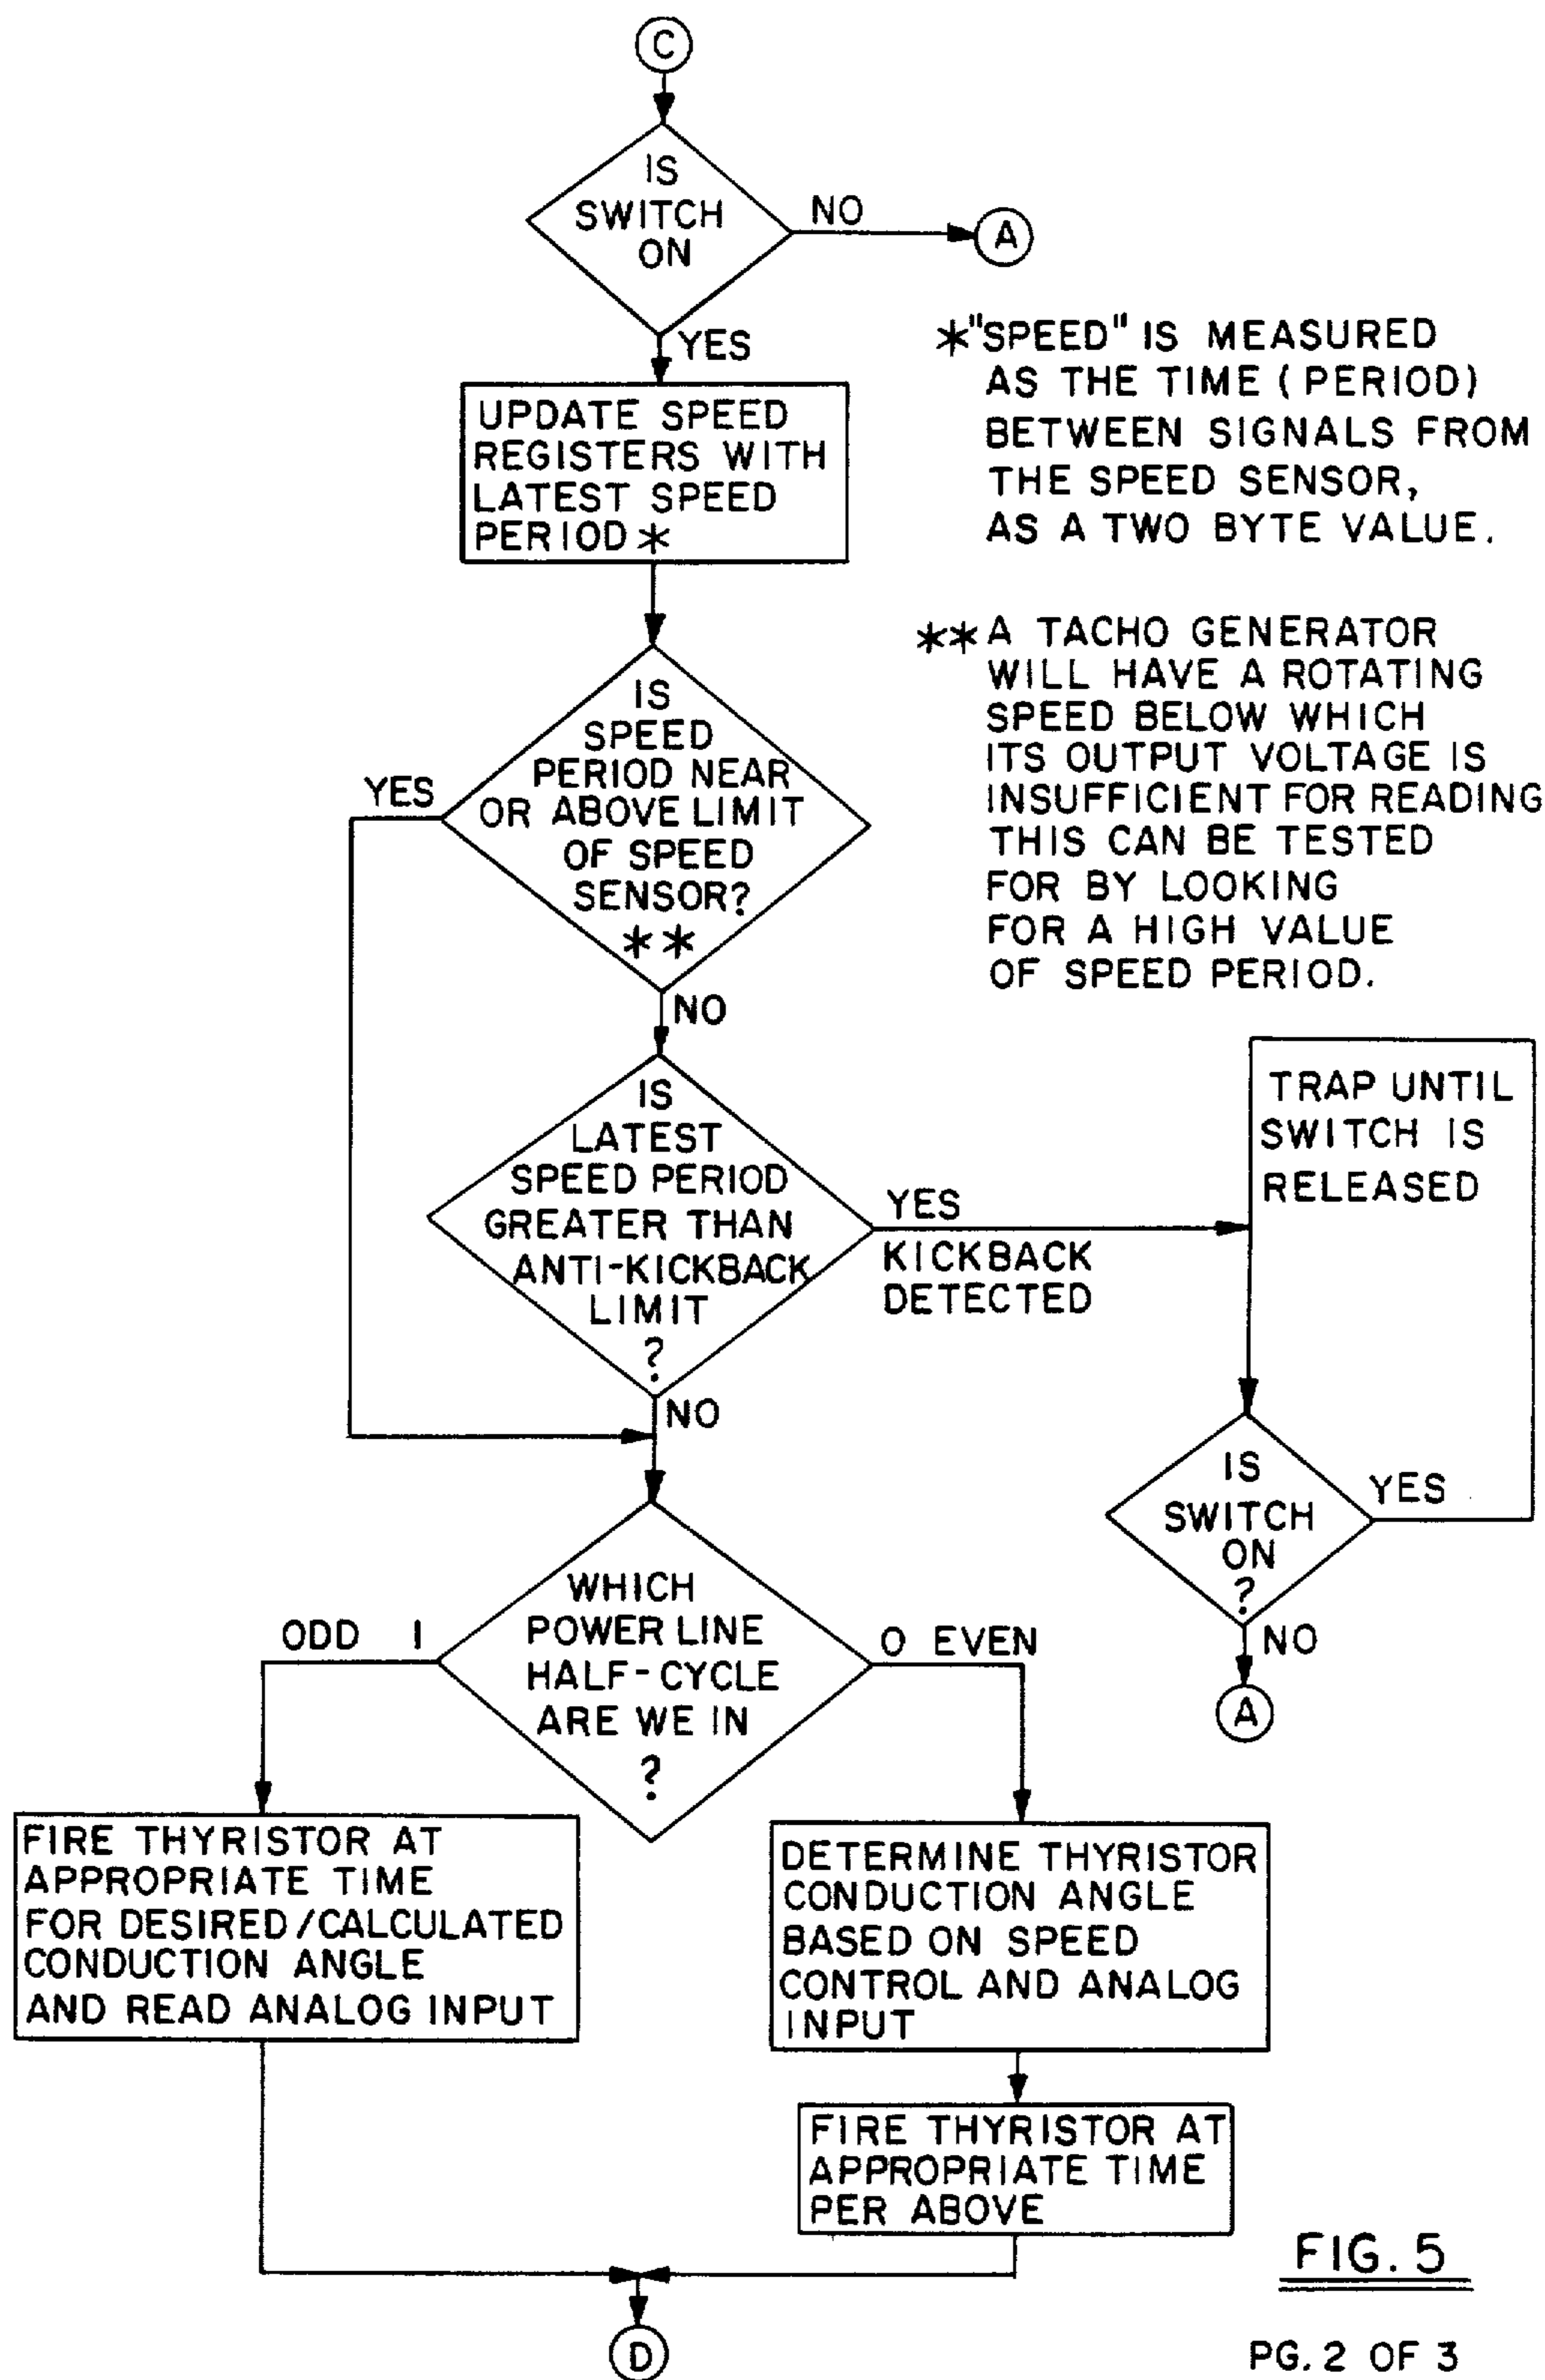 C
IS
SWITCH
ON
NO
A
YES
*"SPEED" IS MEASURED
AS THE TIME (PERIOD)
BETWEEN SIGNALS FROM
THE SPEED SENSOR,
AS A TWO BYTE VALUE.
UPDATE SPEED
REGISTERS WITH
LATEST SPEED
PERIOD *
** A TACHO GENERATOR
WILL HAVE A ROTATING
SPEED BELOW WHICH
ITS OUTPUT VOLTAGE IS
INSUFFICIENT FOR READING
THIS CAN BE TESTED
FOR BY LOOKING
FOR A HIGH VALUE
OF SPEED PERIOD.
IS
SPEED
PERIOD NEAR
OR ABOVE LIMIT
OF SPEED
SENSOR?
**
YES
NO
IS
LATEST
SPEED PERIOD
GREATER THAN
ANTI-KICKBACK
LIMIT
?
YES
KICKBACK
DETECTED
TRAP UNTIL
SWITCH IS
RELEASED
NO
IS
SWITCH
ON
?
YES
NO
A
WHICH
POWER LINE
HALF-CYCLE
ARE WE IN
?
ODD 1
0 EVEN
FIRE THYRISTOR AT
APPROPRIATE TIME
FOR DESIRED/CALCULATED
CONDUCTION ANGLE
AND READ ANALOG INPUT
DETERMINE THYRISTOR
CONDUCTION ANGLE
BASED ON SPEED
CONTROL AND ANALOG
INPUT
FIRE THYRISTOR AT
APPROPRIATE TIME
PER ABOVE
D
FIG. 5
PG. 2 OF 3